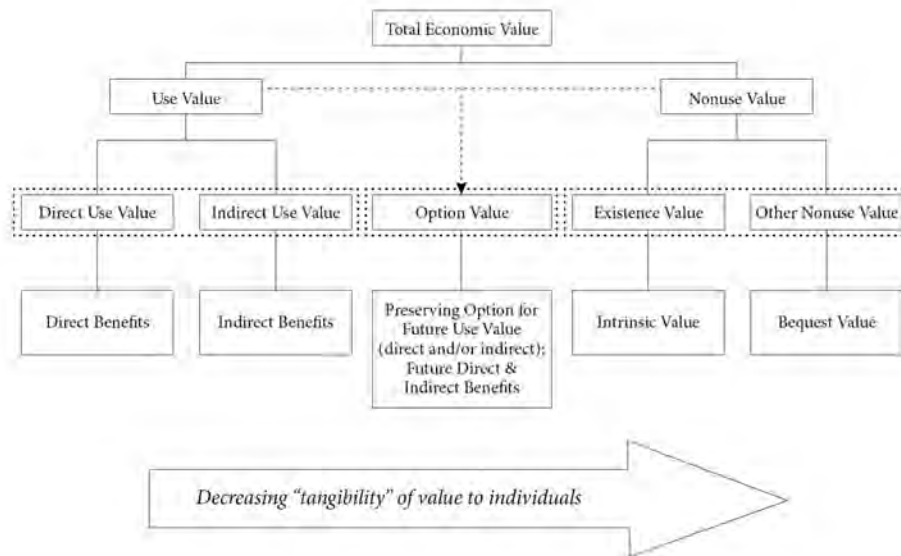 Total Economic Value
Use Value
Nonuse Value
Direct Use Value
Indirect Use Value
Option Value
Existence Value
Other Nonuse Value
Direct Benefits
Indirect Benefits
Preserving Option for
Future Use Value
(direct and/or indirect);
Future Direct &
Indirect Benefits
Intrinsic Value
Bequest Value
Decreasing “tangibility” of value to individuals